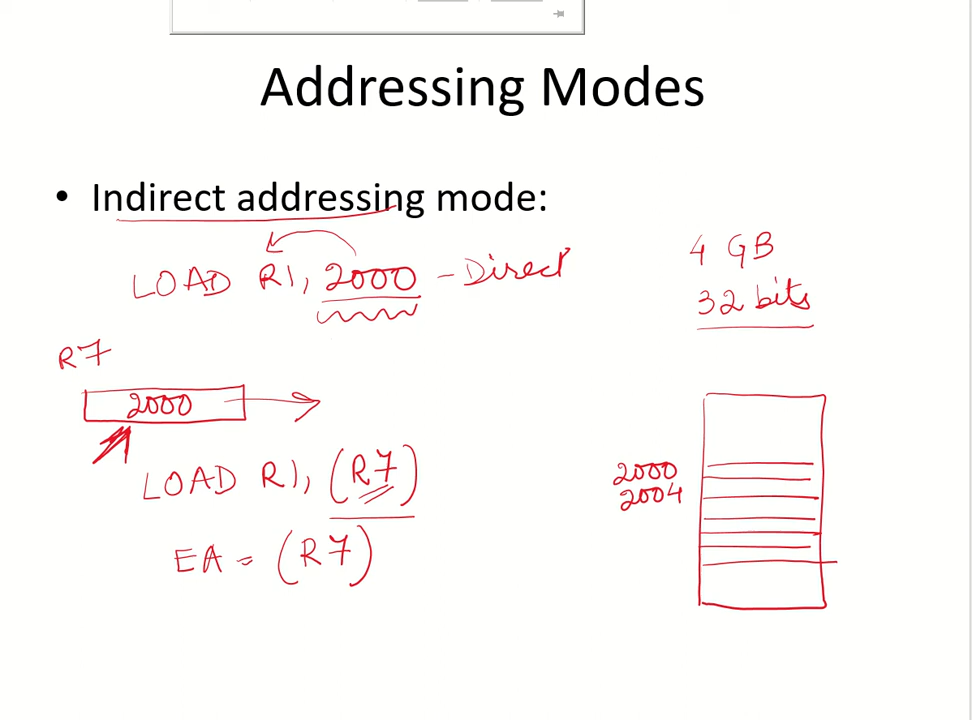 Addressing Modes
• Indirect addressing mode:
LOAD R1, 2000 - Direct
4 GB
32 bits
R7
2000
LOAD R1, (R7)
EA = (R7)
2000
2004